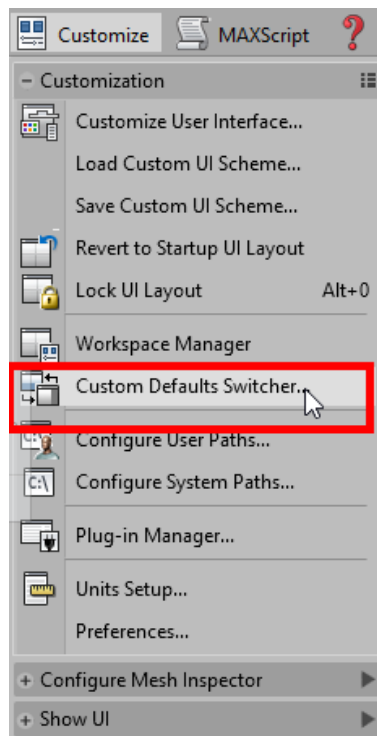 Customize MAXScript ?
− Customization
Customize User Interface...
Load Custom UI Scheme...
Save Custom UI Scheme...
Revert to Startup UI Layout
Lock UI Layout Alt+0
Workspace Manager
Custom Defaults Switcher...
Configure User Paths...
C:\ Configure System Paths...
Plug-in Manager...
Units Setup...
Preferences...
+ Configure Mesh Inspector
+ Show UI